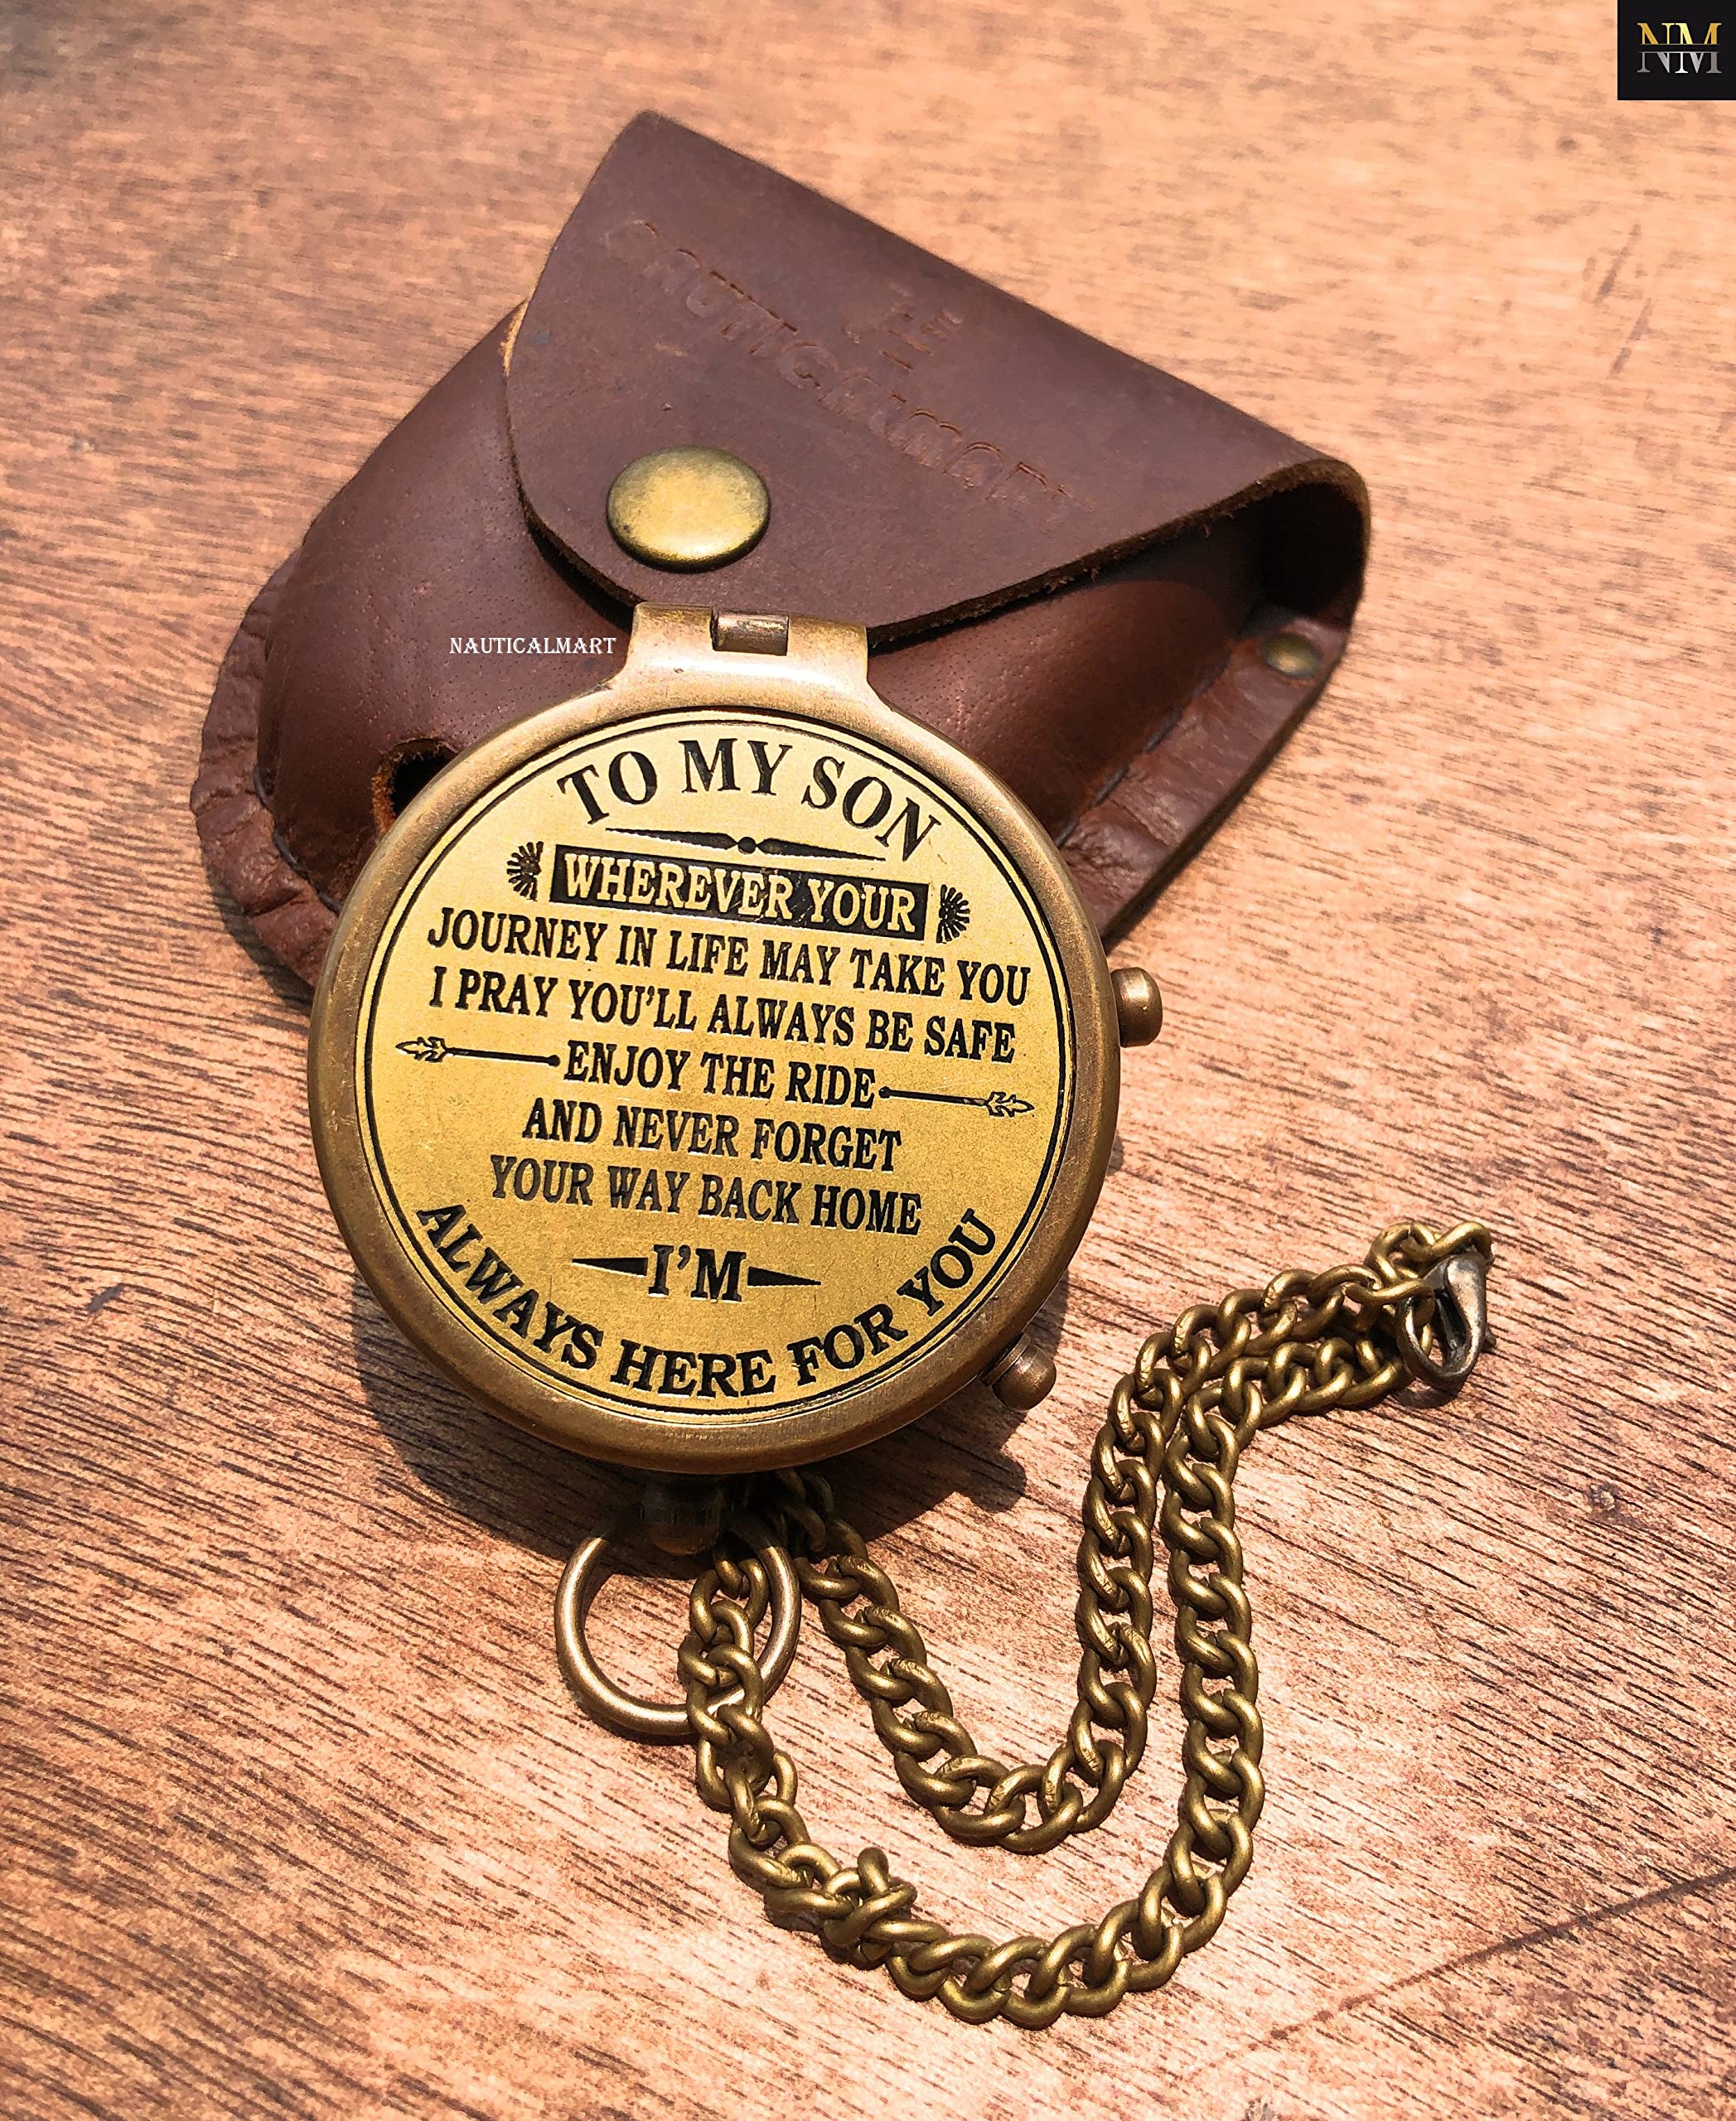 NM
NAUTICALMART
NAUTICALMART
TO MY SON
WHEREVER YOUR
JOURNEY IN LIFE MAY TAKE YOU
I PRAY YOU'LL ALWAYS BE SAFE
ENJOY THE RIDE
AND NEVER FORGET
YOUR WAY BACK HOME
I'M
ALWAYS HERE FOR YOU